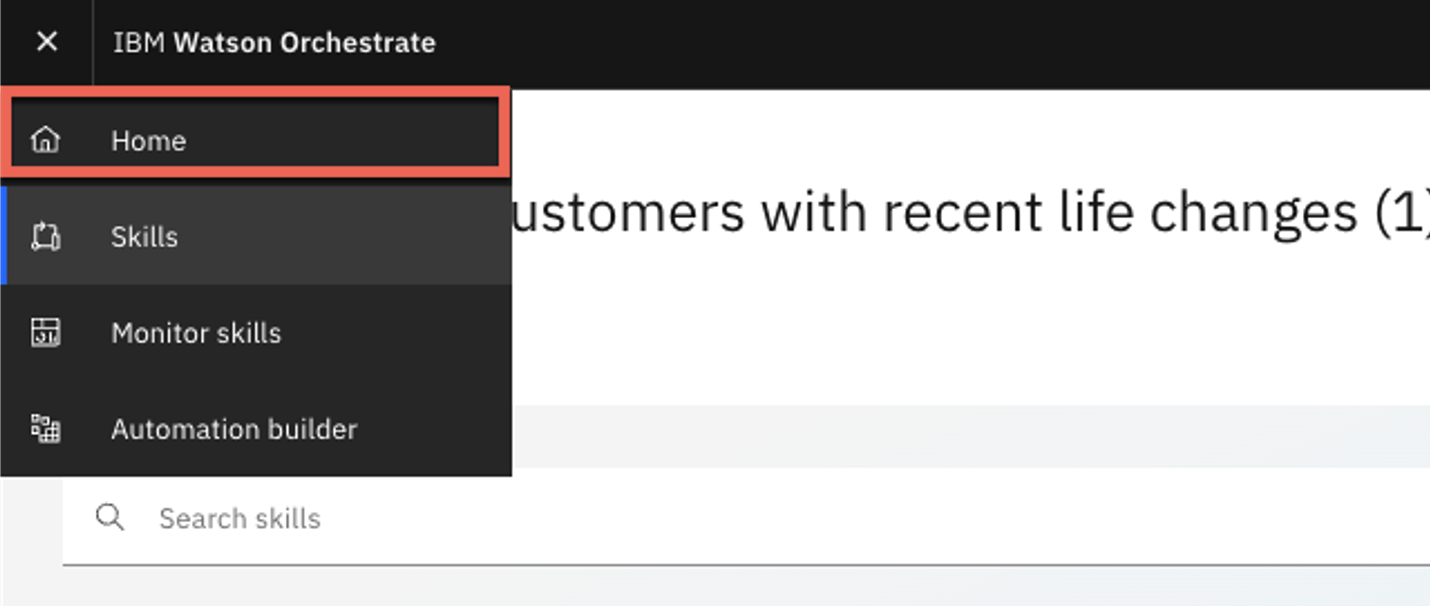 IBM Watson Orchestrate
Home
ustomers with recent life changes (1)
Skills
Monitor skills
Automation builder
Search skills